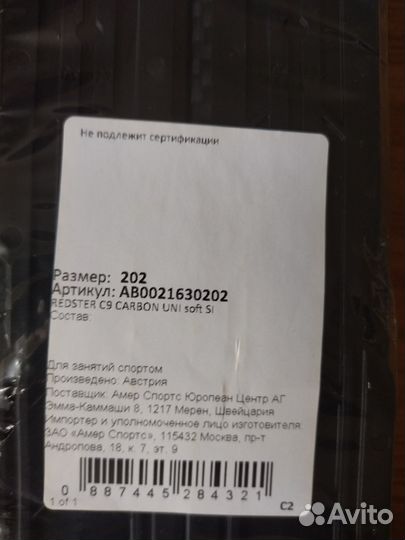 Не подлежит сертификации
Размер: 202
Артикул: AB0021630202
REDSTER C9 CARBON UNI soft SI
Состав:
Для занятий спортом
Произведено: Австрия
Поставщик: Амер Спортс Юропеан Центр АГ
Эмма-Каммаши 8, 1217 Мерен, Швейцария
Импортер и уполномоченное лицо изготовителя
ЗАО «Амер Спортс», 115432 Москва, пр-т
Андропова, 18, к. 7, эт. 9
0 887445 284321
1 of 1
C2
Avito